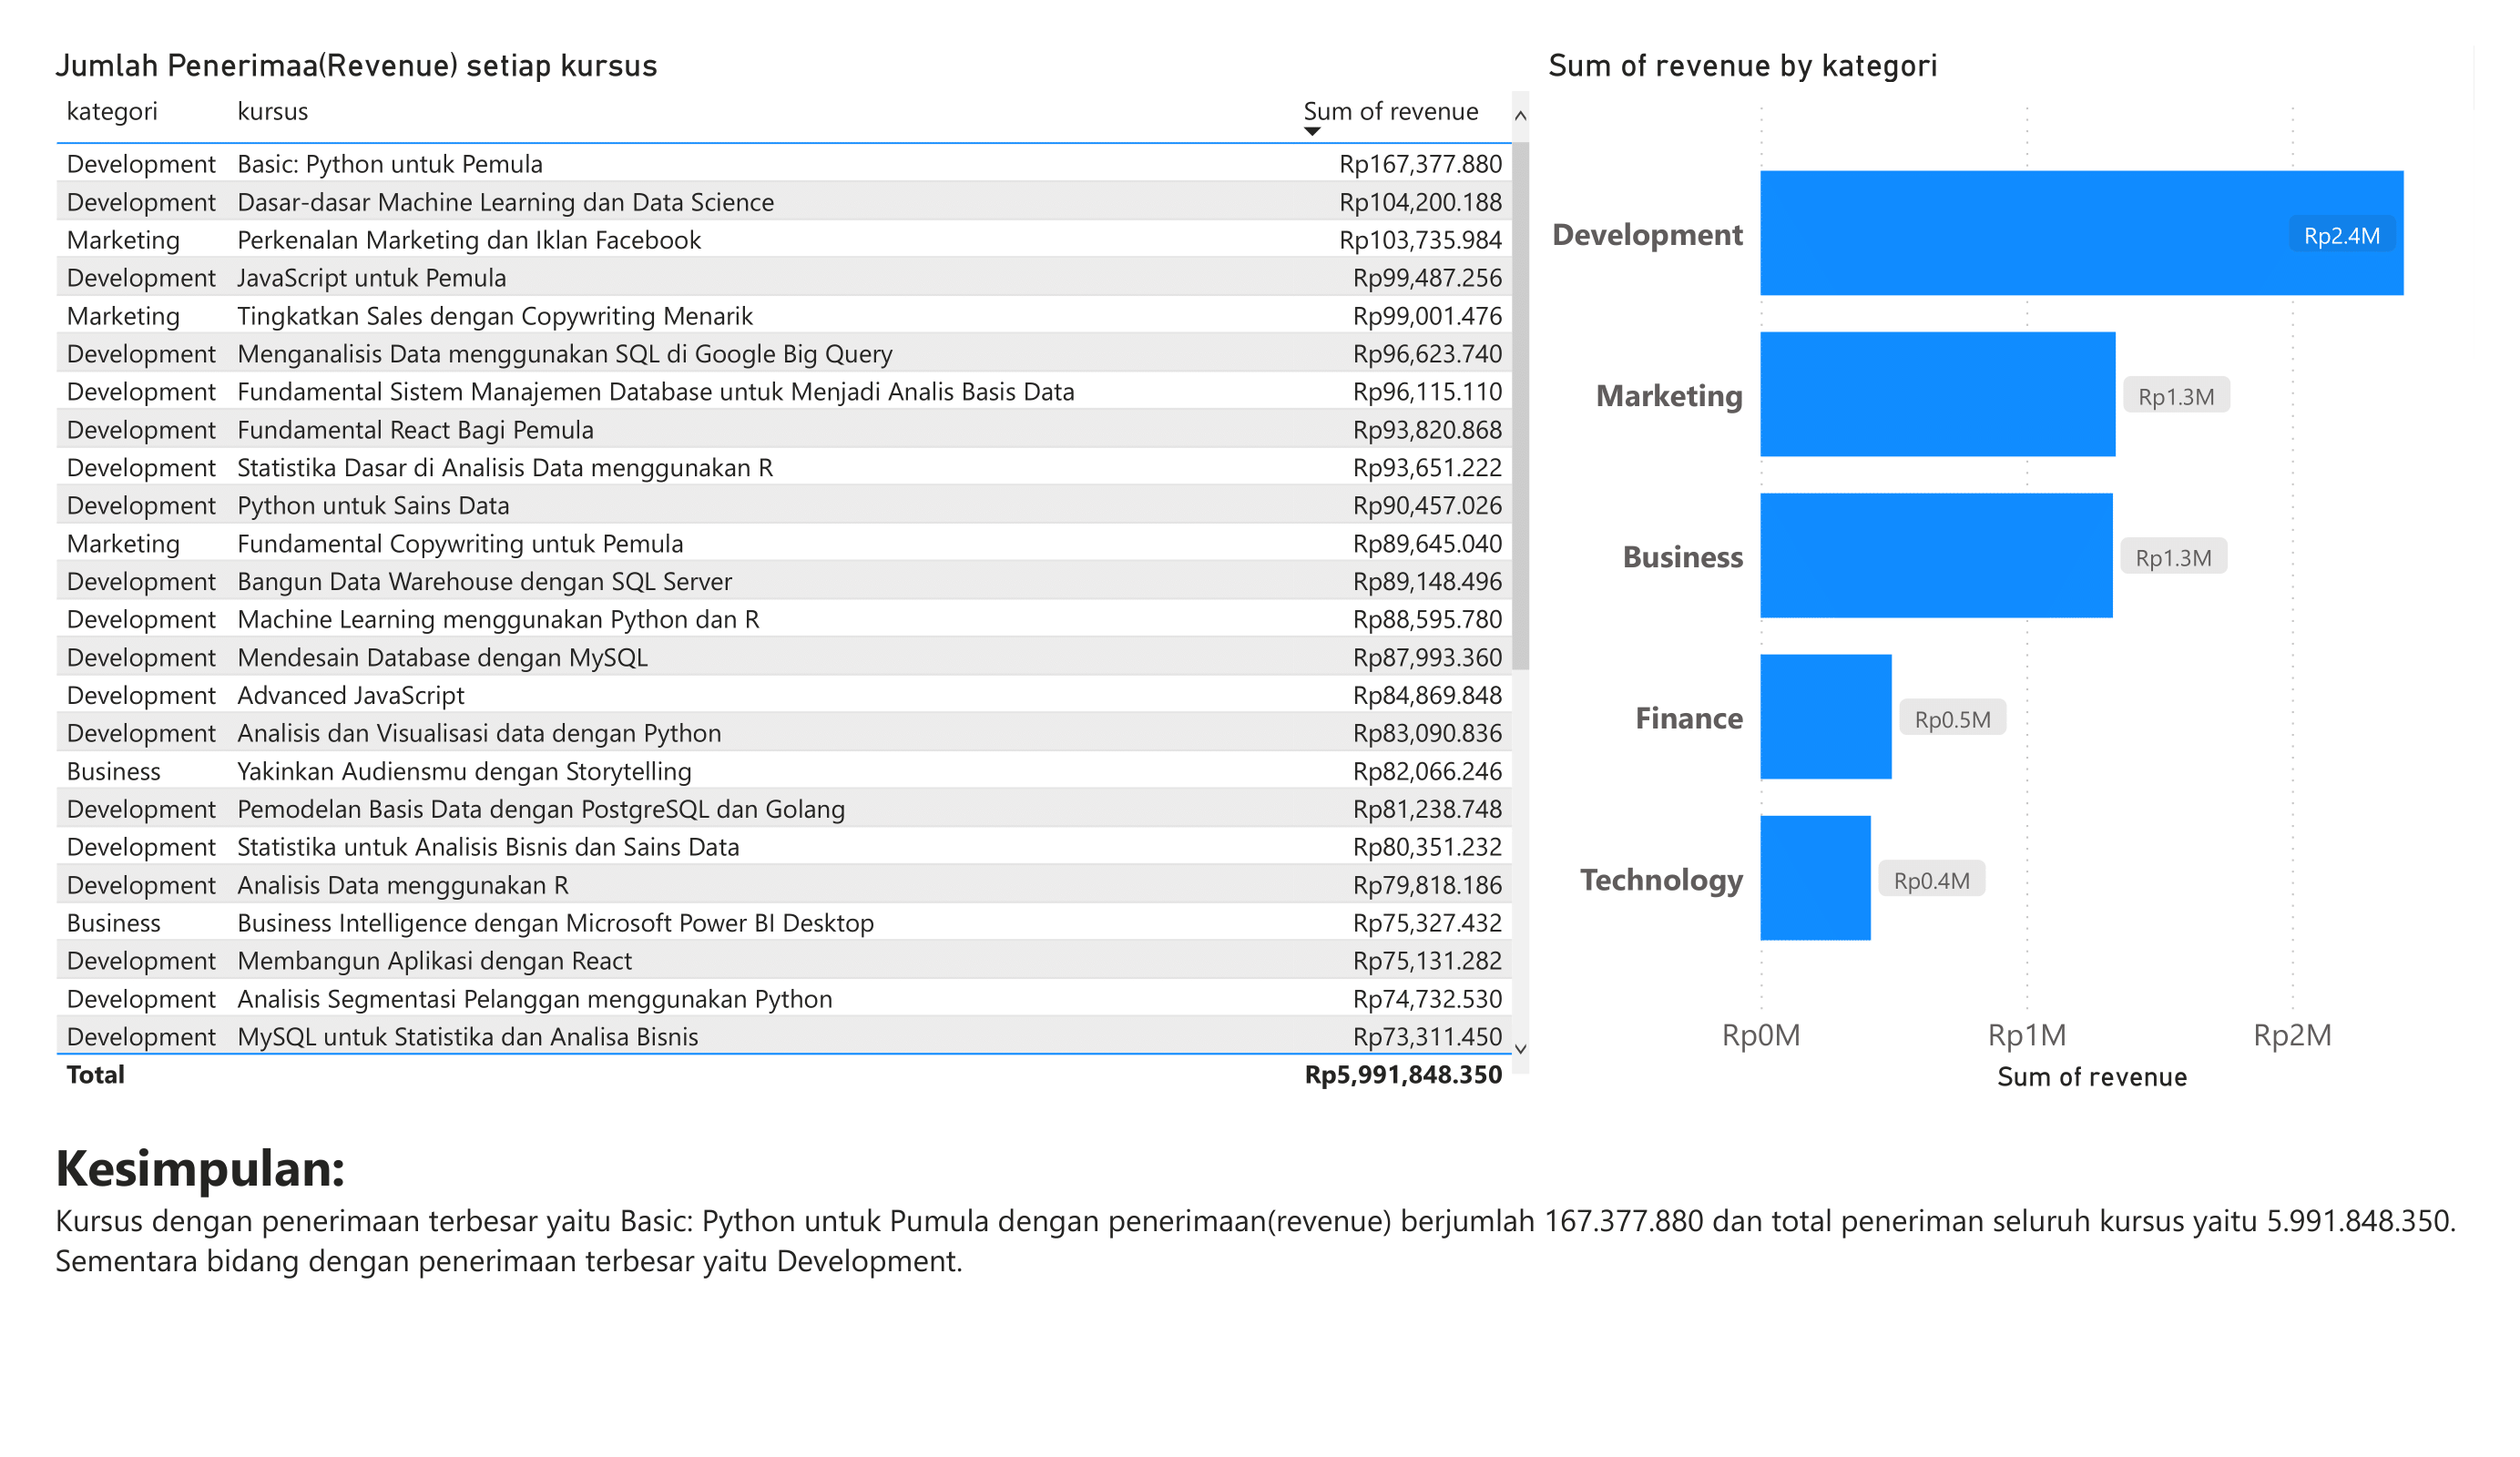 Jumlah Penerimaa(Revenue) setiap kursus
kategori kursus Sum of revenue
Development Basic: Python untuk Pemula Rp167,377.880
Development Dasar-dasar Machine Learning dan Data Science Rp104,200.188
Marketing Perkenalan Marketing dan Iklan Facebook Rp103,735.984
Development JavaScript untuk Pemula Rp99,487.256
Marketing Tingkatkan Sales dengan Copywriting Menarik Rp99,001.476
Development Menganalisis Data menggunakan SQL di Google Big Query Rp96,623.740
Development Fundamental Sistem Manajemen Database untuk Menjadi Analis Basis Data Rp96,115.110
Development Fundamental React Bagi Pemula Rp93,820.868
Development Statistika Dasar di Analisis Data menggunakan R Rp93,651.222
Development Python untuk Sains Data Rp90,457.026
Marketing Fundamental Copywriting untuk Pemula Rp89,645.040
Development Bangun Data Warehouse dengan SQL Server Rp89,148.496
Development Machine Learning menggunakan Python dan R Rp88,595.780
Development Mendesain Database dengan MySQL Rp87,993.360
Development Advanced JavaScript Rp84,869.848
Development Analisis dan Visualisasi data dengan Python Rp83,090.836
Business Yakinkan Audiensmu dengan Storytelling Rp82,066.246
Development Pemodelan Basis Data dengan PostgreSQL dan Golang Rp81,238.748
Development Statistika untuk Analisis Bisnis dan Sains Data Rp80,351.232
Development Analisis Data menggunakan R Rp79,818.186
Business Business Intelligence dengan Microsoft Power BI Desktop Rp75,327.432
Development Membangun Aplikasi dengan React Rp75,131.282
Development Analisis Segmentasi Pelanggan menggunakan Python Rp74,732.530
Development MySQL untuk Statistika dan Analisa Bisnis Rp73,311.450
Total Rp5,991,848.350
Sum of revenue by kategori
Development Rp2.4M
Marketing Rp1.3M
Business Rp1.3M
Finance Rp0.5M
Technology Rp0.4M
Rp0M Rp1M Rp2M
Sum of revenue
Kesimpulan:
Kursus dengan penerimaan terbesar yaitu Basic: Python untuk Pumula dengan penerimaan(revenue) berjumlah 167.377.880 dan total peneriman seluruh kursus yaitu 5.991.848.350.
Sementara bidang dengan penerimaan terbesar yaitu Development.